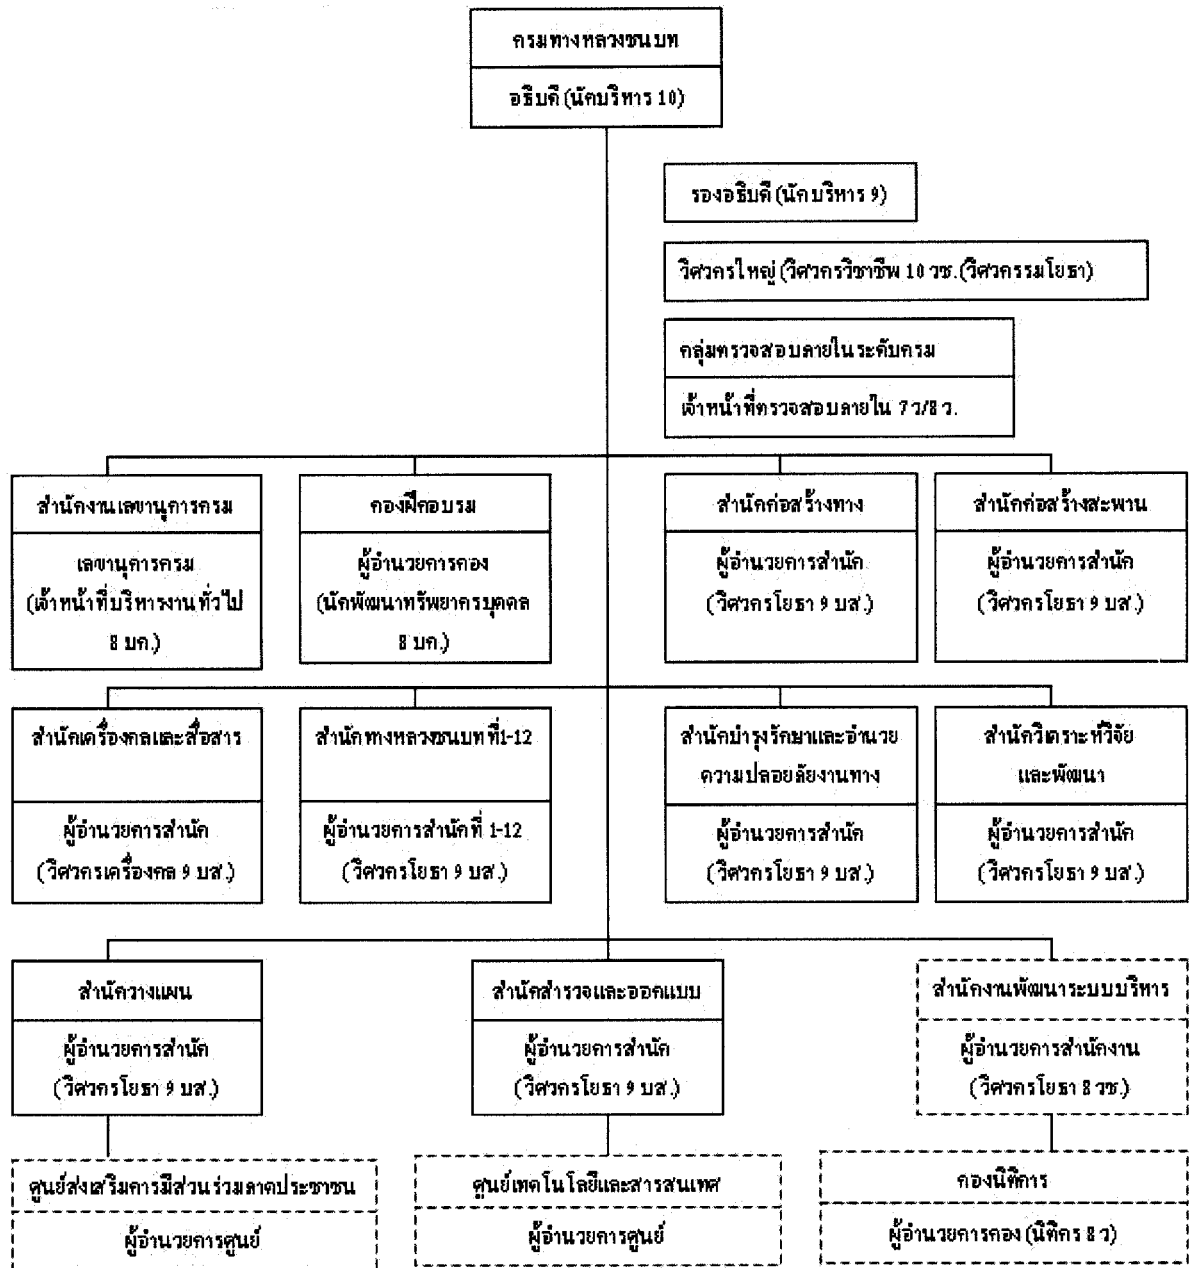 กรมทางหลวงชนบท
อธิบดี (นักบริหาร 10)
รองอธิบดี (นักบริหาร 9)
วิศวกรใหญ่ (วิศวกรวิชาชีพ 10 วช. (วิศวกรรมโยธา)
กลุ่มตรวจสอบภายในระดับกรม
เจ้าหน้าที่ตรวจสอบภายใน 7 ว/8 ว.
สำนักงานเลขานุการกรม
เลขานุการกรม
(เจ้าหน้าที่บริหารงานทั่วไป
8 บก.)
กองฝึกอบรม
ผู้อำนวยการกอง
(นักพัฒนาทรัพยากรบุคคล
8 บก.)
สำนักก่อสร้างทาง
ผู้อำนวยการสำนัก
(วิศวกรโยธา 9 บส.)
สำนักก่อสร้างสะพาน
ผู้อำนวยการสำนัก
(วิศวกรโยธา 9 บส.)
สำนักเครื่องกลและสื่อสาร
ผู้อำนวยการสำนัก
(วิศวกรเครื่องกล 9 บส.)
สำนักทางหลวงชนบทที่1-12
ผู้อำนวยการสำนักที่ 1-12
(วิศวกรโยธา 9 บส.)
สำนักบำรุงรักษาและอำนวย
ความปลอยภัยงานทาง
ผู้อำนวยการสำนัก
(วิศวกรโยธา 9 บส.)
สำนักวิเคราะห์วิจัย
และพัฒนา
ผู้อำนวยการสำนัก
(วิศวกรโยธา 9 บส.)
สำนักวางแผน
ผู้อำนวยการสำนัก
(วิศวกรโยธา 9 บส.)
สำนักสำรวจและออกแบบ
ผู้อำนวยการสำนัก
(วิศวกรโยธา 9 บส.)
สำนักงานพัฒนาระบบบริหาร
ผู้อำนวยการสำนักงาน
(วิศวกรโยธา 8 วช.)
ศูนย์ส่งเสริมการมีส่วนร่วมภาคประชาชน
ผู้อำนวยการศูนย์
ศูนย์เทคโนโลยีและสารสนเทศ
ผู้อำนวยการศูนย์
กองนิติการ
ผู้อำนวยการกอง (นิติกร 8 ว)